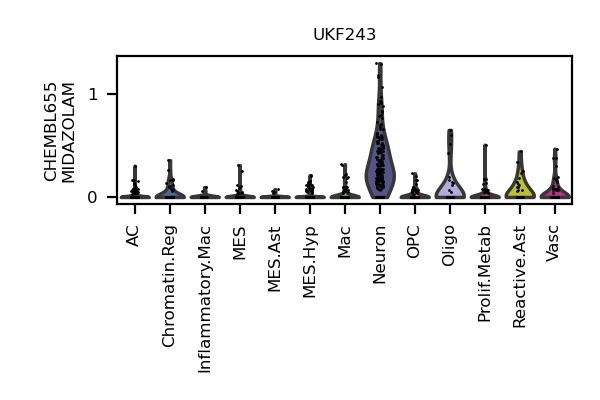 UKF243
CHEMBL655
MIDAZOLAM
1
0
AC
Chromatin.Reg
Inflammatory.Mac
MES
MES.Ast
MES.Hyp
Mac
Neuron
OPC
Oligo
Prolif.Metab
Reactive.Ast
Vasc